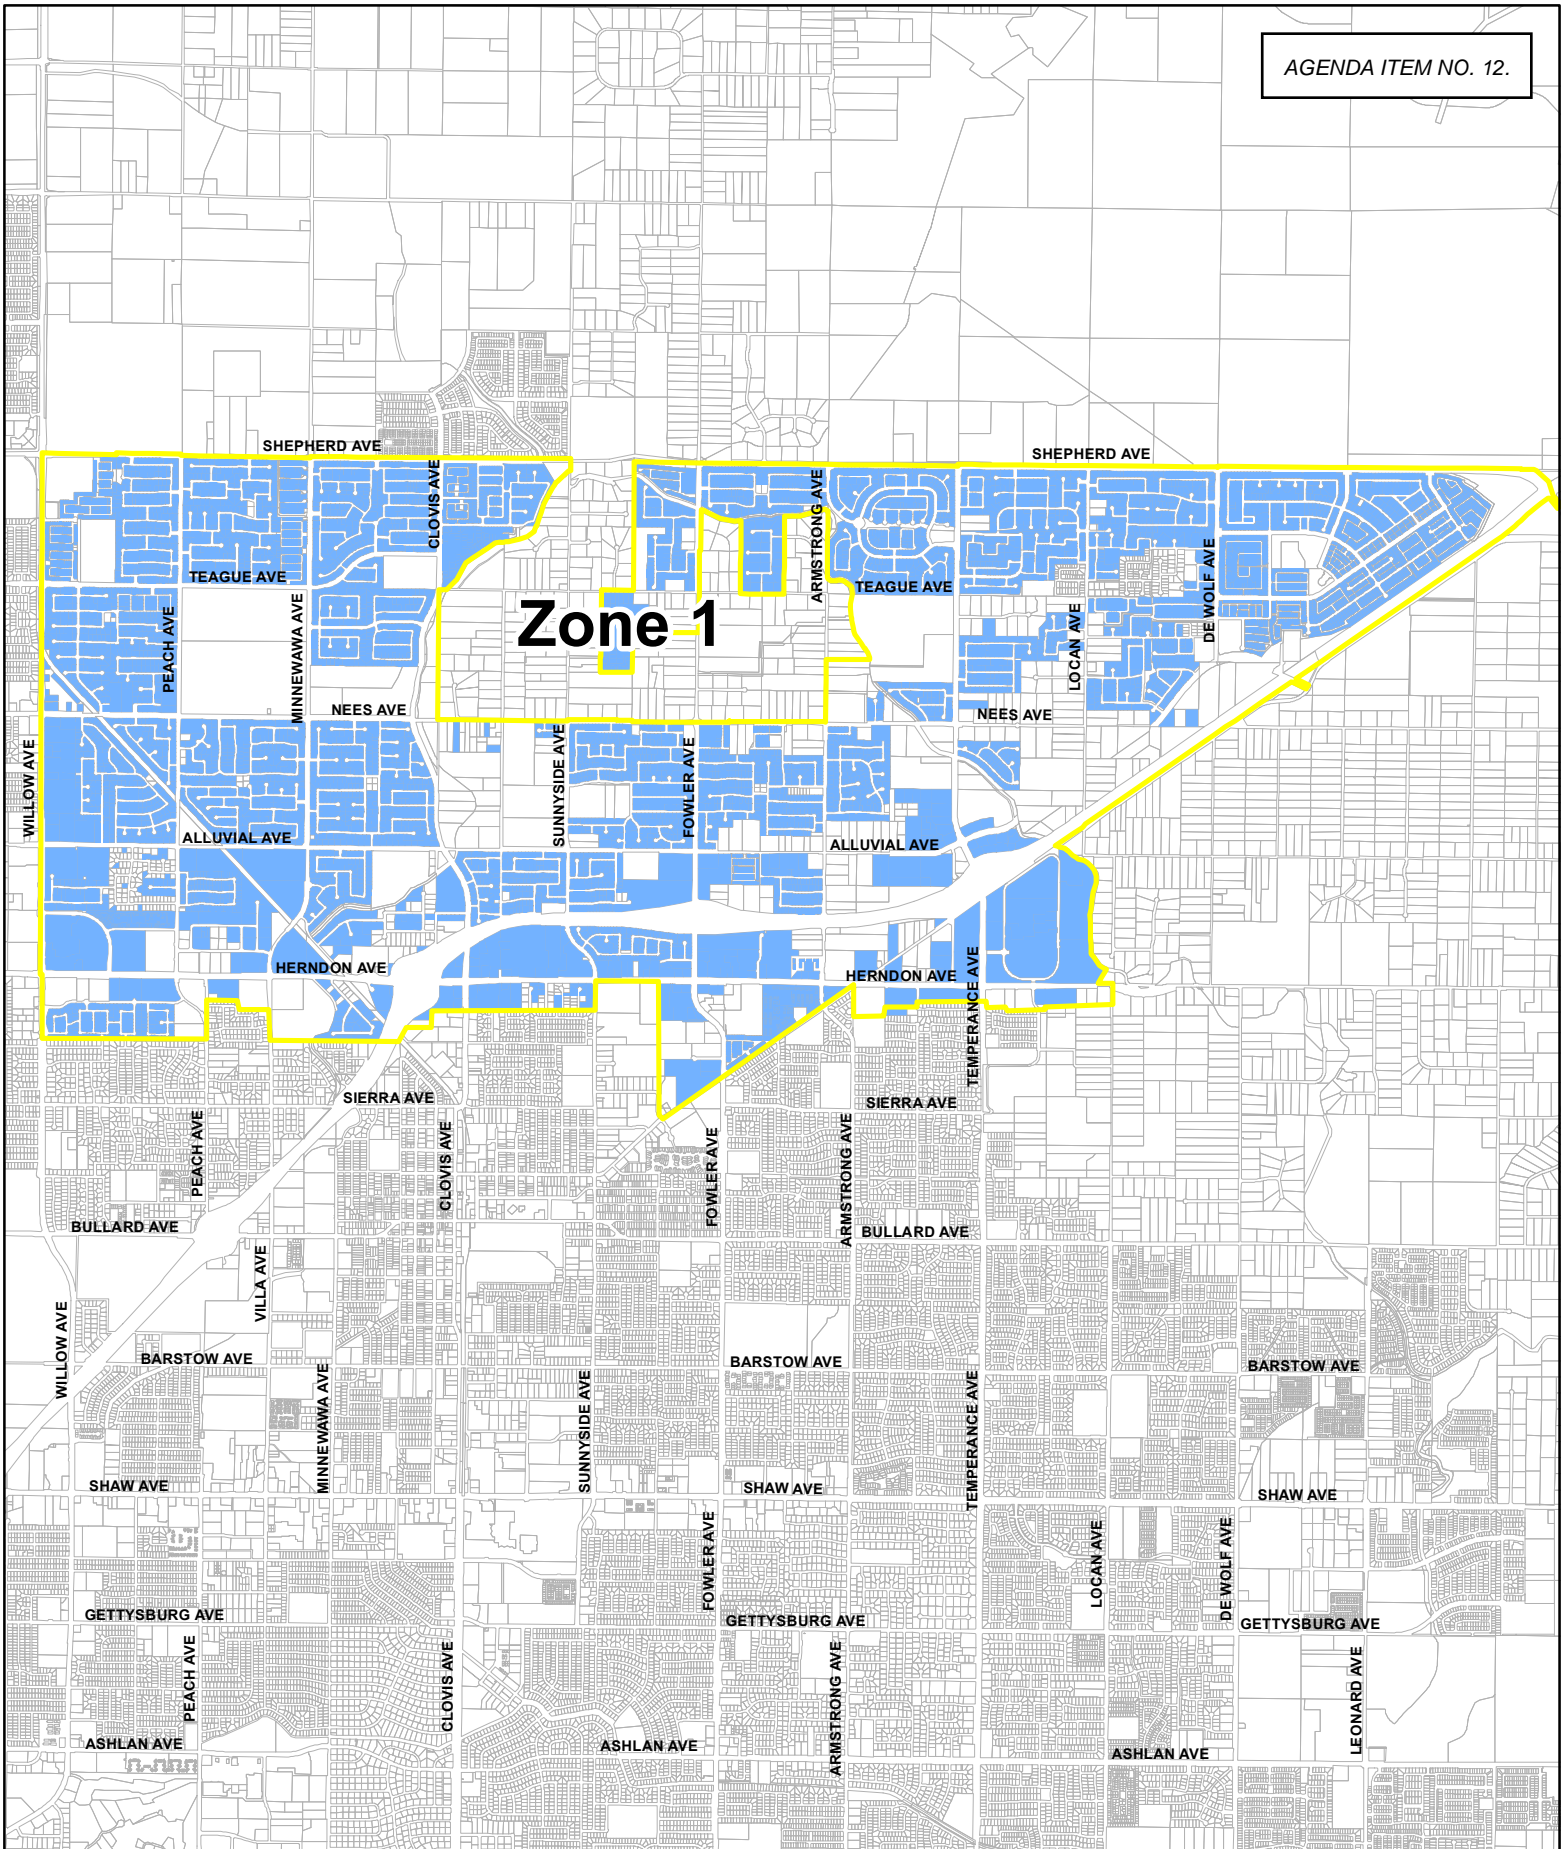 AGENDA ITEM NO. 12.
SHEPHERD AVE
SHEPHERD AVE
CLOVIS AVE
ARMSTRONG AVE
TEAGUE AVE
TEAGUE AVE
DE WOLF AVE
PEACH AVE
MINNEWAWA AVE
Zone 1
LOCAN AVE
NEES AVE
NEES AVE
WILLOW AVE
SUNNYSIDE AVE
FOWLER AVE
ALLUVIAL AVE
ALLUVIAL AVE
HERNDON AVE
HERNDON AVE
TEMPERANCE AVE
SIERRA AVE
SIERRA AVE
PEACH AVE
CLOVIS AVE
FOWLER AVE
ARMSTRONG AVE
BULLARD AVE
BULLARD AVE
VILLA AVE
WILLOW AVE
BARSTOW AVE
BARSTOW AVE
BARSTOW AVE
MINNEWAWA AVE
SUNNYSIDE AVE
TEMPERANCE AVE
SHAW AVE
SHAW AVE
SHAW AVE
FOWLER AVE
LOCAN AVE
DE WOLF AVE
GETTYSBURG AVE
GETTYSBURG AVE
GETTYSBURG AVE
PEACH AVE
CLOVIS AVE
ARMSTRONG AVE
LEONARD AVE
ASHLAN AVE
ASHLAN AVE
ASHLAN AVE